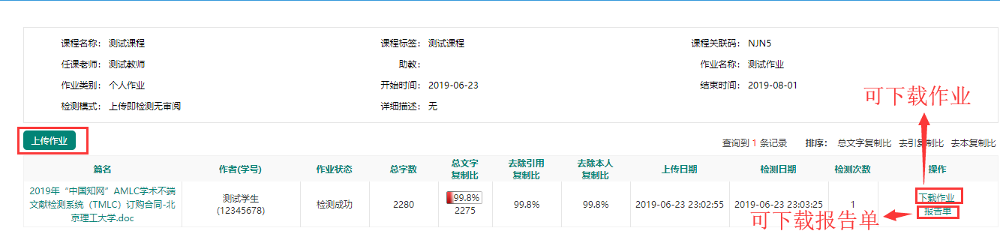 课程名称： 测试课程 课程标签： 测试课程 课程关联码： NJN5
任课老师： 测试教师 助教： 作业名称： 测试作业
作业类别： 个人作业 开始时间： 2019-06-23 结束时间： 2019-08-01
检测模式： 上传即检测无审阅 详细描述： 无
可下载作业
上传作业
查询到 1 条记录 排序： 总文字复制比 去引复制比 去本复制比
篇名 作者(学号) 作业状态 总字数 总文字 去除引用 去除本人 上传日期 检测日期 检测次数 操作
复制比 复制比 复制比
2019年“中国知网”AMLC学术不端
文献检测系统（TMLC）订购合同-北
京理工大学.doc
测试学生
(12345678)
检测成功
2280
99.8%
2275
99.8%
99.8%
2019-06-23 23:02:55
2019-06-23 23:03:25
1
下载作业
报告单
可下载报告单